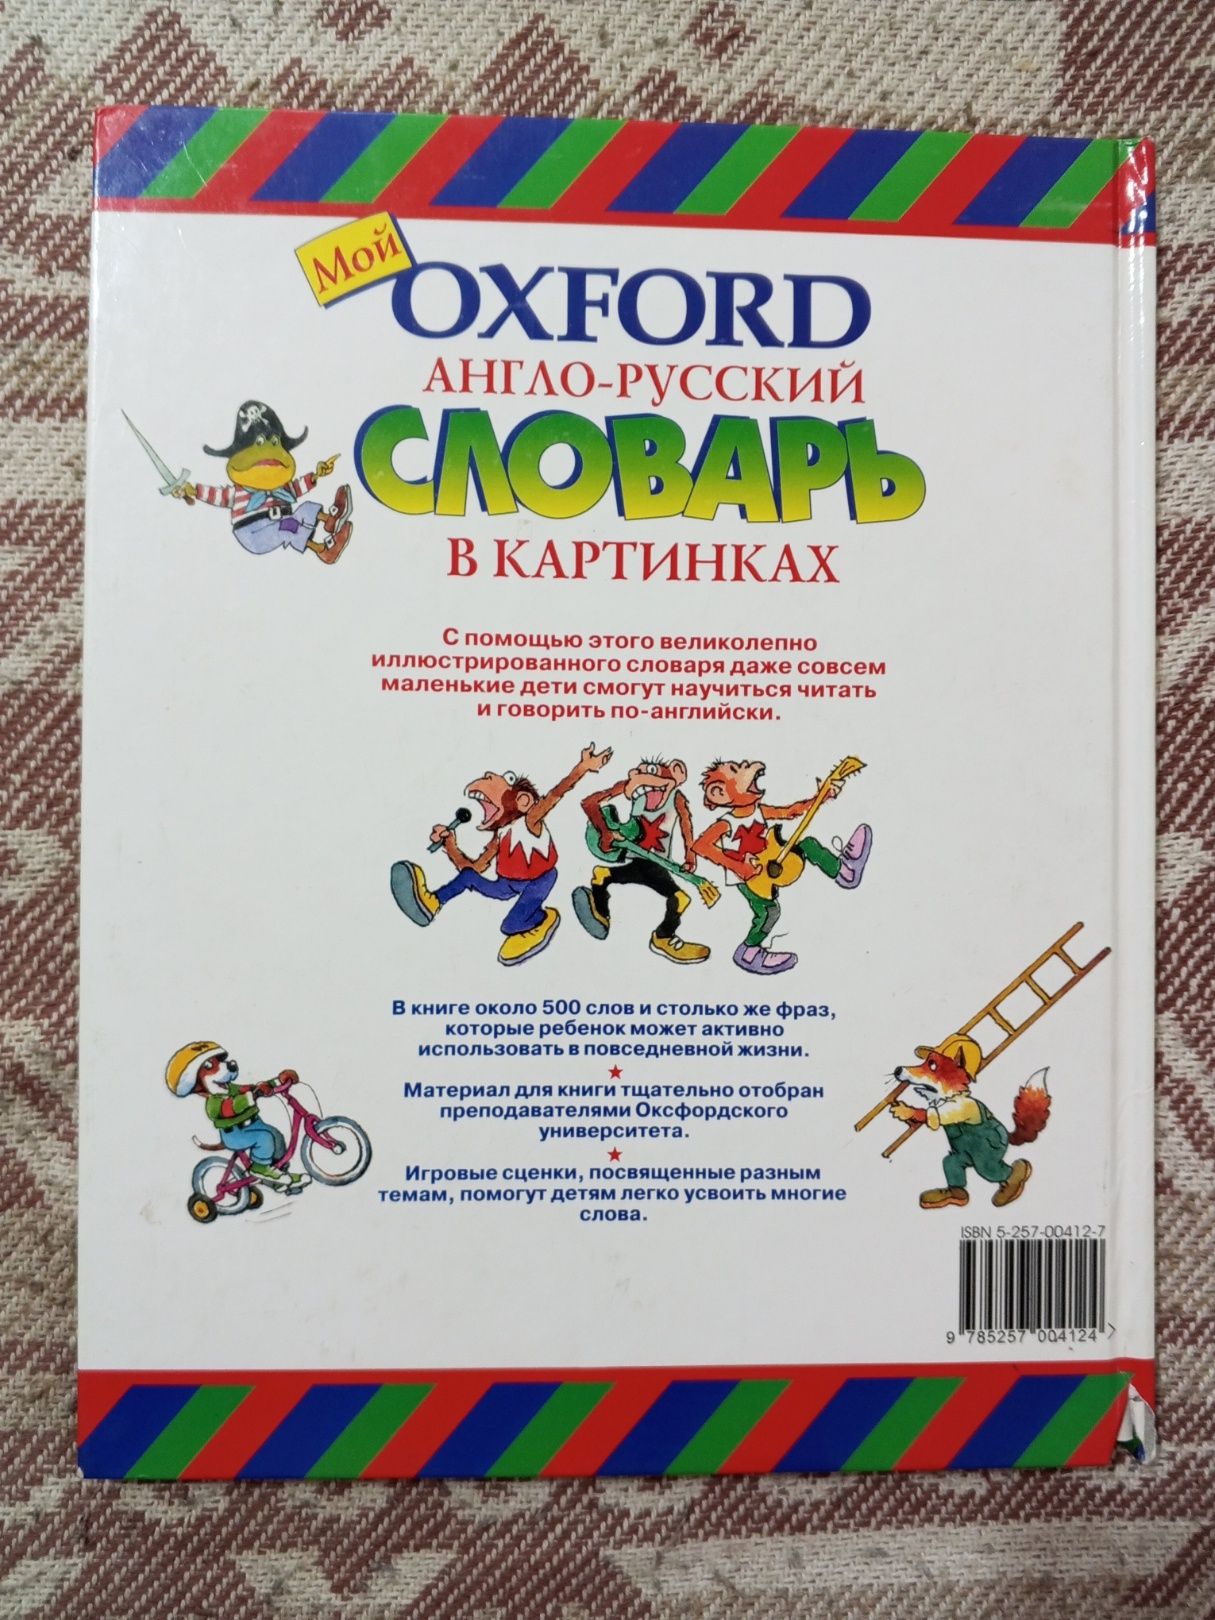 Мой
OXFORD
АНГЛО-РУССКИЙ
СЛОВАРЬ
В КАРТИНКАХ
С помощью этого великолепно
иллюстрированного словаря даже совсем
маленькие дети смогут научиться читать
и говорить по-английски.
В книге около 500 слов и столько же фраз,
которые ребенок может активно
использовать в повседневной жизни.
★
Материал для книги тщательно отобран
преподавателями Оксфордского
университета.
★
Игровые сценки, посвященные разным
темам, помогут детям легко усвоить многие
слова.
ISBN 5-257-00412-7
9 785257 004124 >